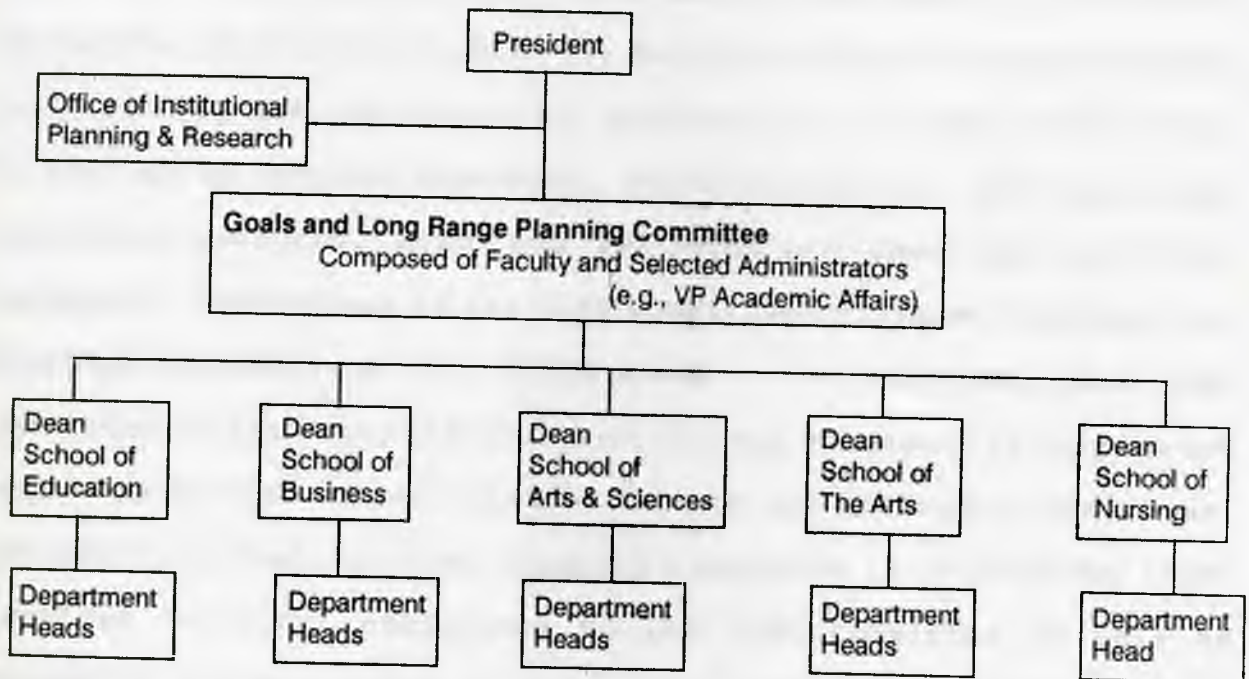 President
Office of Institutional
Planning & Research
Goals and Long Range Planning Committee
Composed of Faculty and Selected Administrators
(e.g., VP Academic Affairs)
Dean
School of
Education
Dean
School of
Business
Dean
School of
Arts & Sciences
Dean
School of
The Arts
Dean
School of
Nursing
Department
Heads
Department
Heads
Department
Heads
Department
Heads
Department
Head